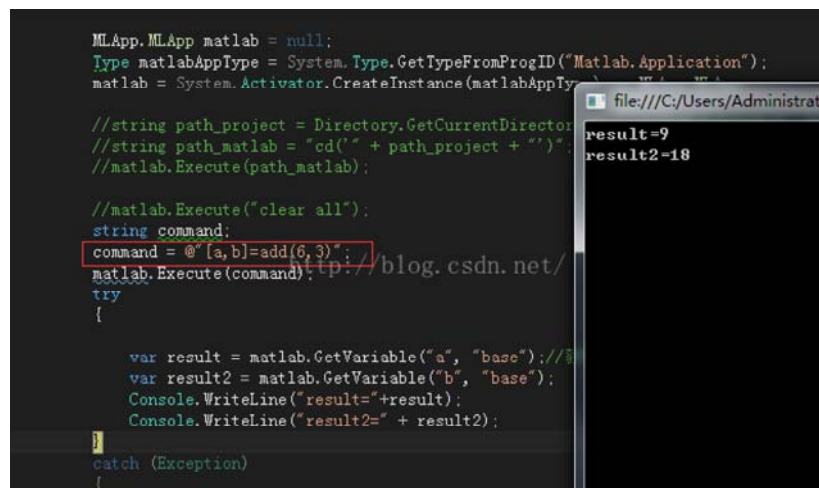 MLApp.MLApp matlab = null;
Type matlabAppType = System.Type.GetTypeFromProgID("Matlab.Application");
matlab = System.Activator.CreateInstance(matlabAppTy
//string path_project = Directory.GetCurrentDirector
//string path_matlab = "cd('" + path_project + "')";
//matlab.Execute(path_matlab);
//matlab.Execute("clear all");
string command;
command = @"[a,b]=add(6,3)";
matlab.Execute(command);
try
{
var result = matlab.GetVariable("a", "base");//
var result2 = matlab.GetVariable("b", "base");
Console.WriteLine("result="+result);
Console.WriteLine("result2=" + result2);
}
catch (Exception)
{
file:///C:/Users/Administrat
result=9
result2=18
http://blog.csdn.net/